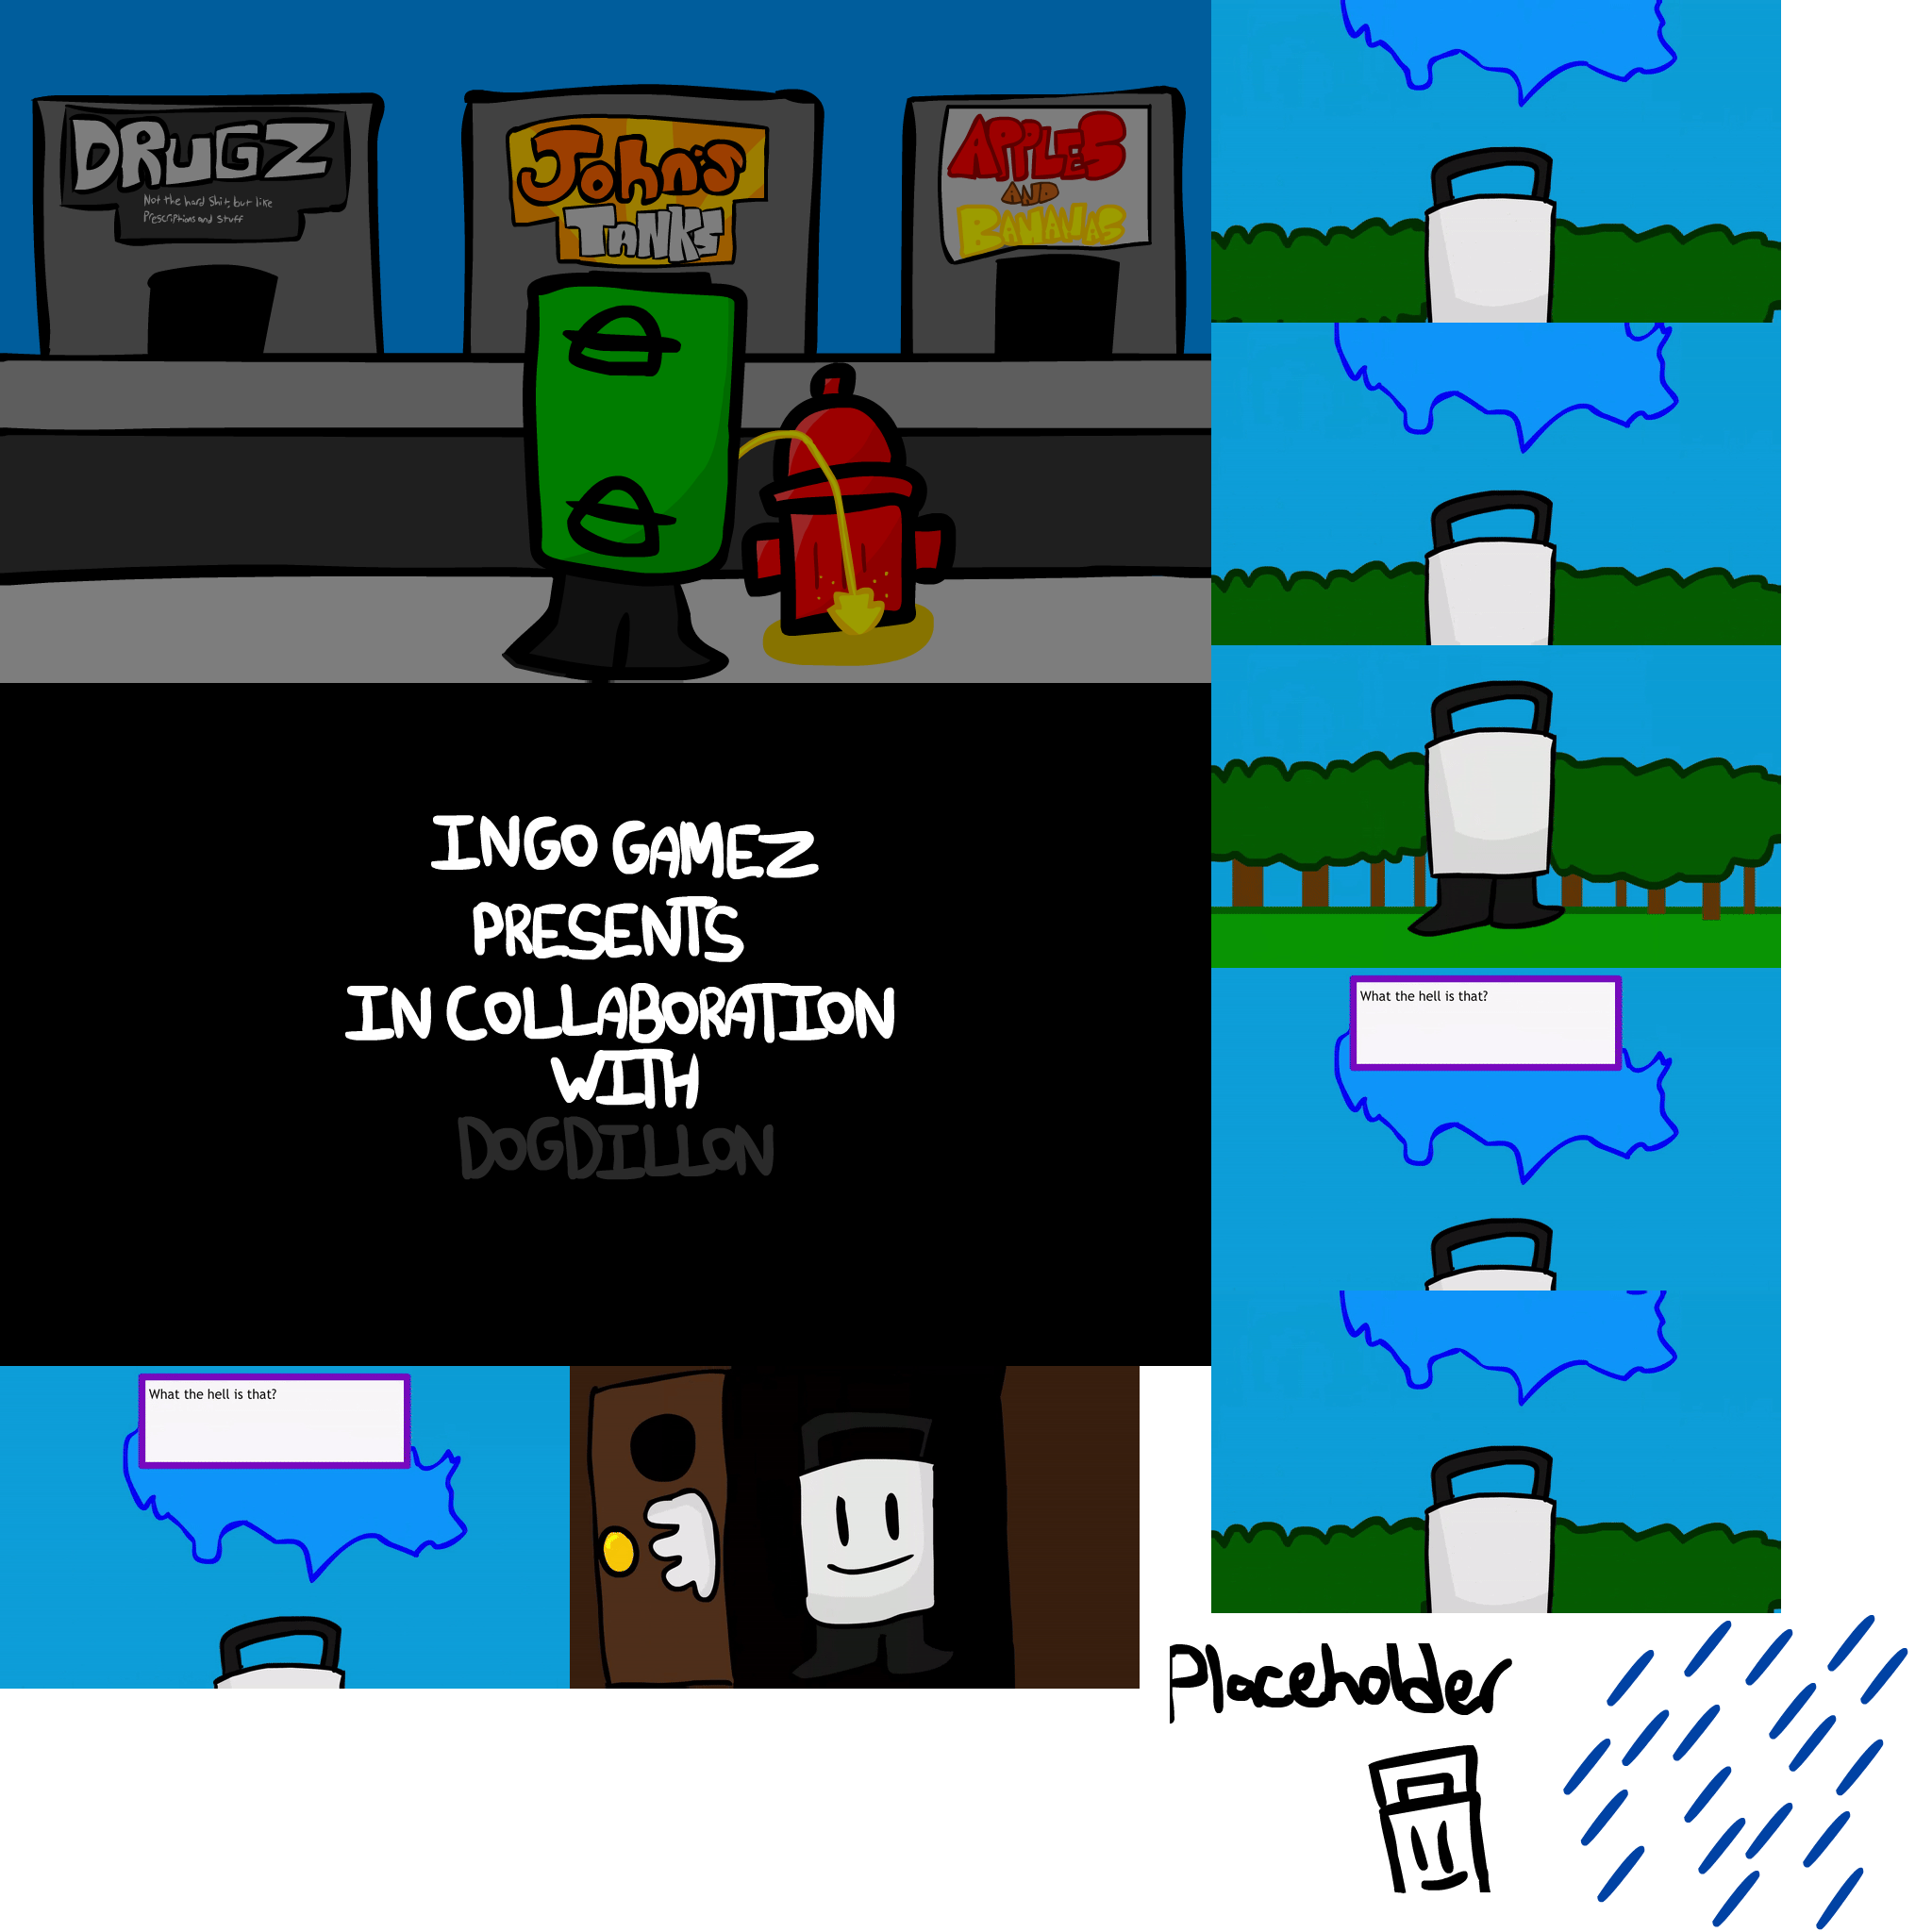 DRUGZ
Not the hard shit, but like
Prescriptions and stuff
John's
Tanks
APPLES
AND
BANANAS
INGO GAMEZ
PRESENTS
IN COLLABORATION
WITH
DOGDILLON
What the hell is that?
What the hell is that?
Placeholder